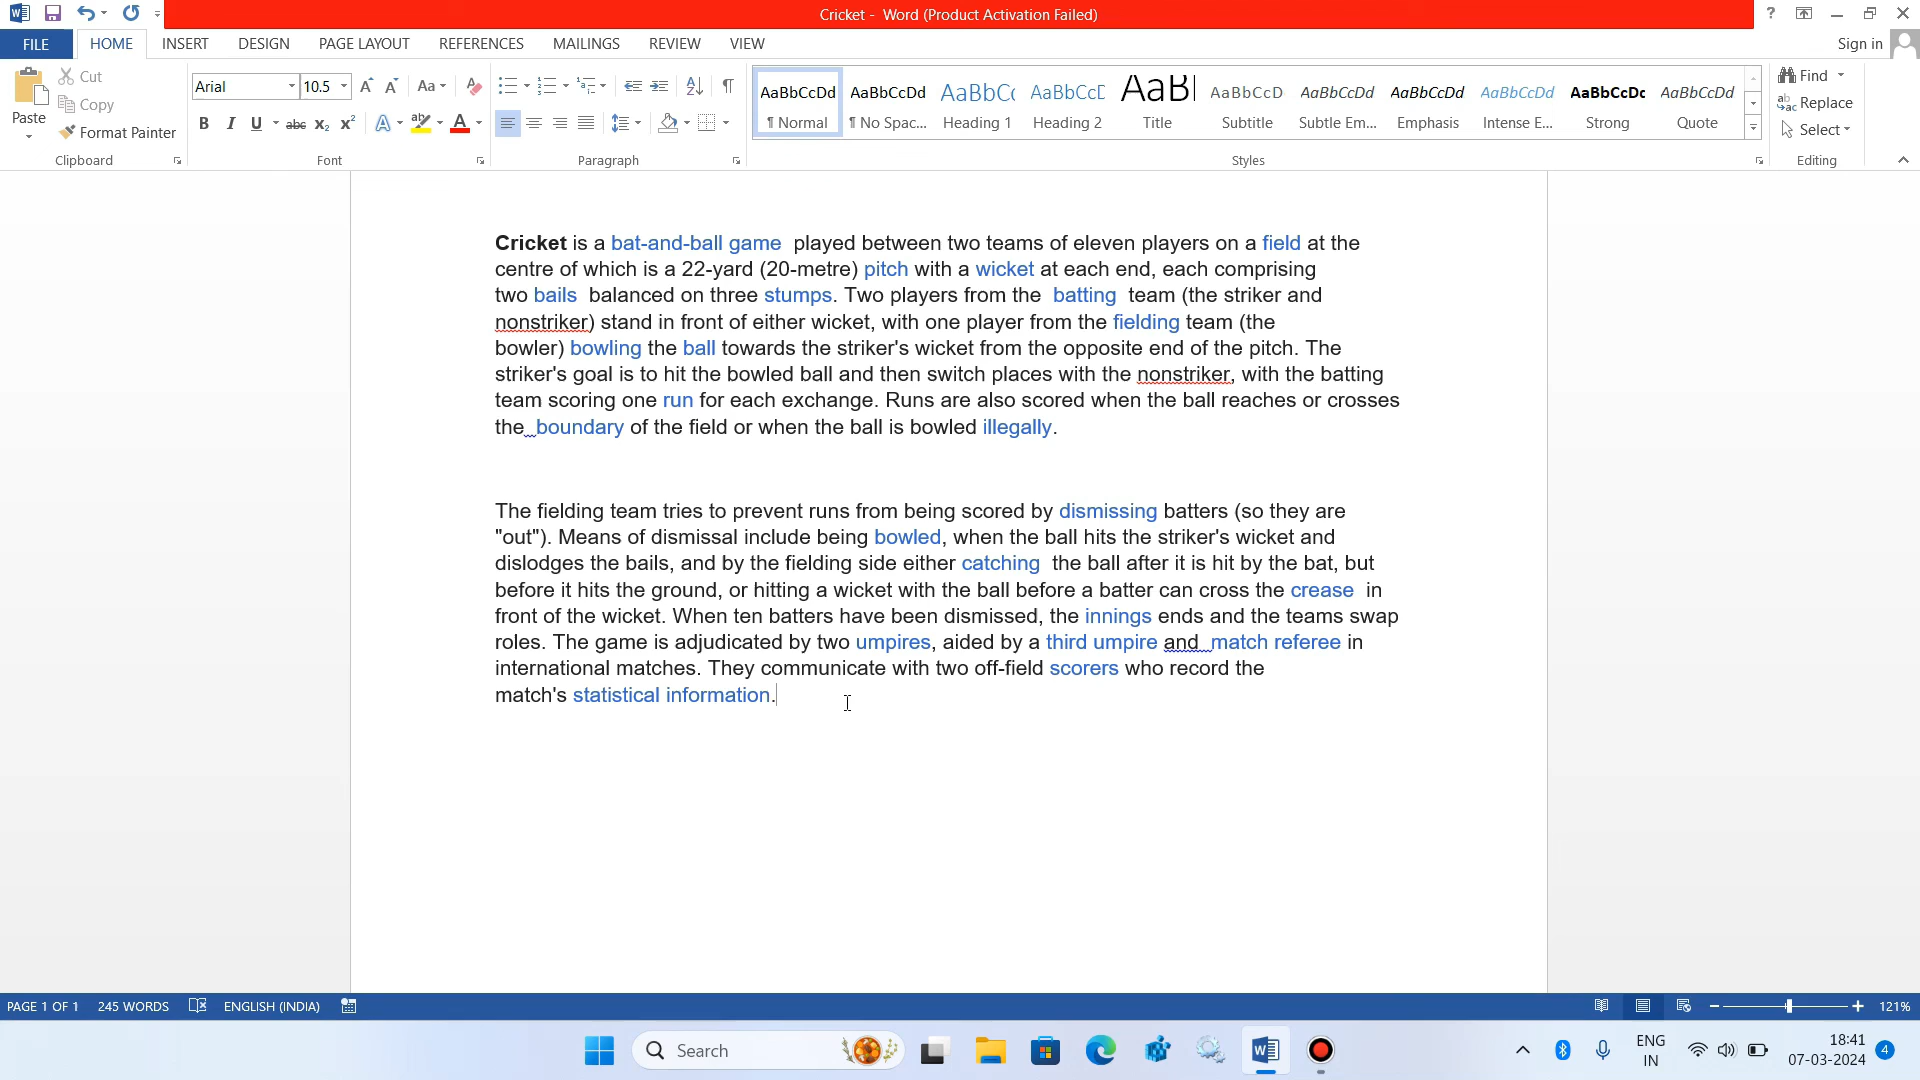 Cricket - Word (Product Activation Failed)
?
FILE HOME INSERT DESIGN PAGE LAYOUT REFERENCES MAILINGS REVIEW VIEW Sign in
Paste
Cut
Copy
Format Painter
Clipboard
Arial 10.5
Font
Paragraph
AaBbCcDd AaBbCcDd AaBbCc AaBbCcD AaBl AaBbCcD AaBbCcDd AaBbCcDd AaBbCcDd AaBbCcDc AaBbCcDd
¶ Normal ¶ No Spac... Heading 1 Heading 2 Title Subtitle Subtle Em... Emphasis Intense E... Strong Quote
Styles
Find
Replace
Select
Editing
Cricket is a bat-and-ball game played between two teams of eleven players on a field at the
centre of which is a 22-yard (20-metre) pitch with a wicket at each end, each comprising
two bails balanced on three stumps. Two players from the batting team (the striker and
nonstriker) stand in front of either wicket, with one player from the fielding team (the
bowler) bowling the ball towards the striker's wicket from the opposite end of the pitch. The
striker's goal is to hit the bowled ball and then switch places with the nonstriker, with the batting
team scoring one run for each exchange. Runs are also scored when the ball reaches or crosses
the boundary of the field or when the ball is bowled illegally.
The fielding team tries to prevent runs from being scored by dismissing batters (so they are
"out"). Means of dismissal include being bowled, when the ball hits the striker's wicket and
dislodges the bails, and by the fielding side either catching the ball after it is hit by the bat, but
before it hits the ground, or hitting a wicket with the ball before a batter can cross the crease in
front of the wicket. When ten batters have been dismissed, the innings ends and the teams swap
roles. The game is adjudicated by two umpires, aided by a third umpire and match referee in
international matches. They communicate with two off-field scorers who record the
match's statistical information.
PAGE 1 OF 1 245 WORDS ENGLISH (INDIA) 121%
Search
ENG
IN
18:41
07-03-2024
4